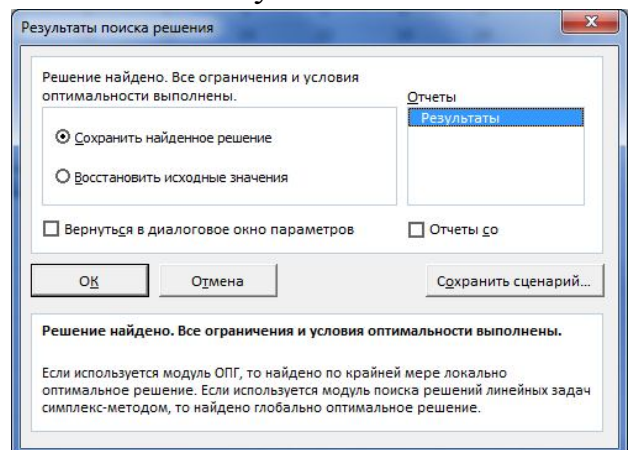 Результаты поиска решения
Решение найдено. Все ограничения и условия
оптимальности выполнены.
Отчеты
Результаты
Сохранить найденное решение
Восстановить исходные значения
Вернуться в диалоговое окно параметров
Отчеты со
ОК
Отмена
Сохранить сценарий...
Решение найдено. Все ограничения и условия оптимальности выполнены.
Если используется модуль ОПГ, то найдено по крайней мере локально
оптимальное решение. Если используется модуль поиска решений линейных задач
симплекс-методом, то найдено глобально оптимальное решение.